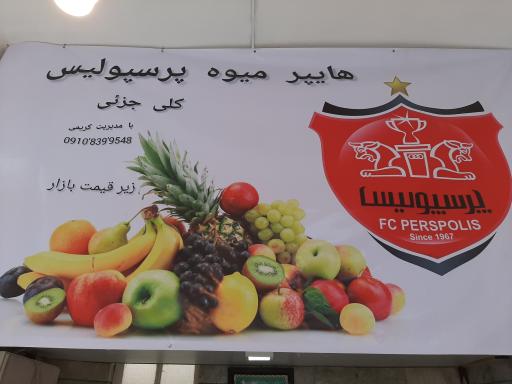 هایپر میوه پرسپولیس
کلی جزئی
با مدیریت کریمی
0910'839'9548
زیر قیمت بازار
پرسپولیس
FC PERSPOLIS
Since 1967